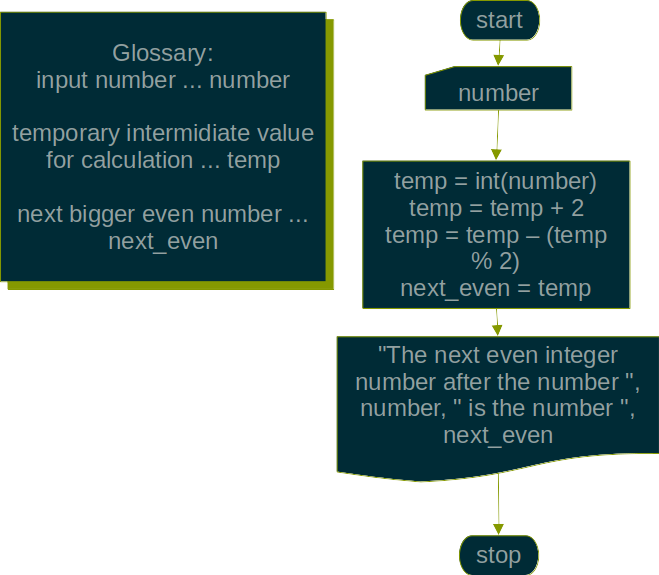 Glossary:
input number ... number
temporary intermidiate value
for calculation ... temp
next bigger even number ...
next_even
start
number
temp = int(number)
temp = temp + 2
temp = temp – (temp
% 2)
next_even = temp
"The next even integer
number after the number ",
number, " is the number ",
next_even
stop